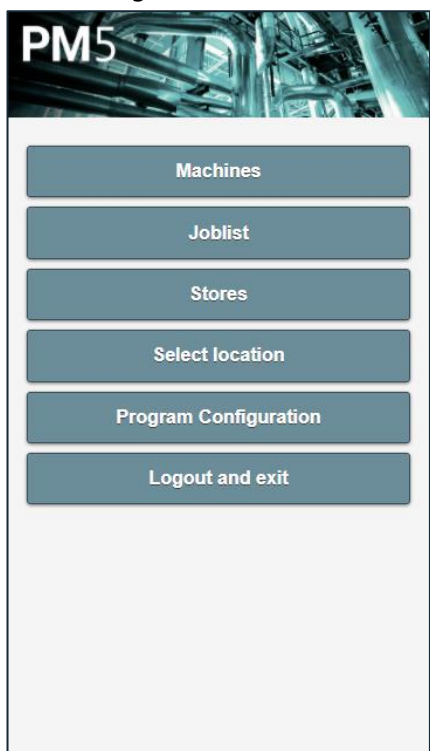 PM5
Machines
Joblist
Stores
Select location
Program Configuration
Logout and exit